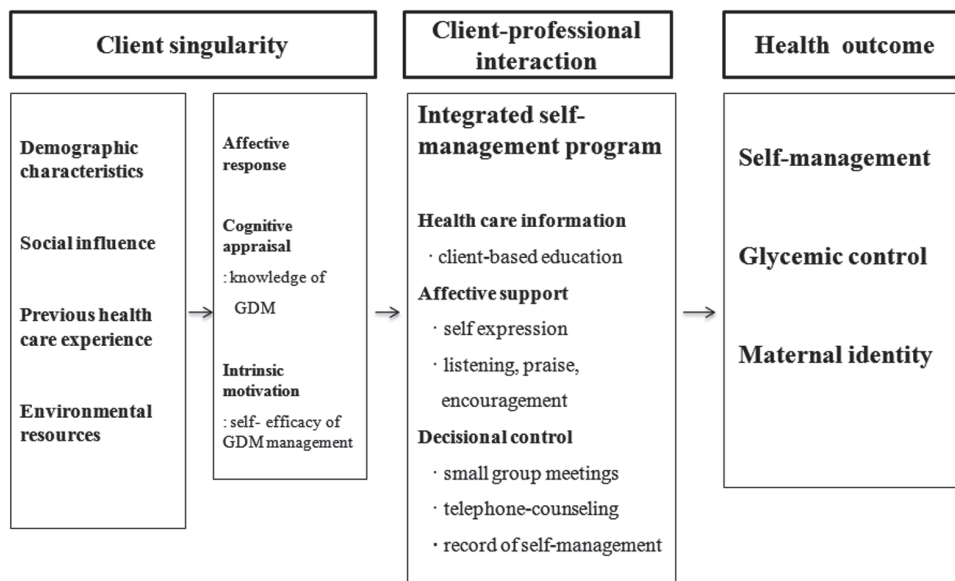 Client singularity
Client-professional
interaction
Health outcome
Demographic
characteristics
Social influence
Previous health
care experience
Environmental
resources
Affective
response
Cognitive
appraisal
: knowledge of
GDM
Intrinsic
motivation
: self- efficacy of
GDM management
Integrated self-
management program
Health care information
· client-based education
Affective support
· self expression
· listening, praise,
encouragement
Decisional control
· small group meetings
· telephone-counseling
· record of self-management
Self-management
Glycemic control
Maternal identity